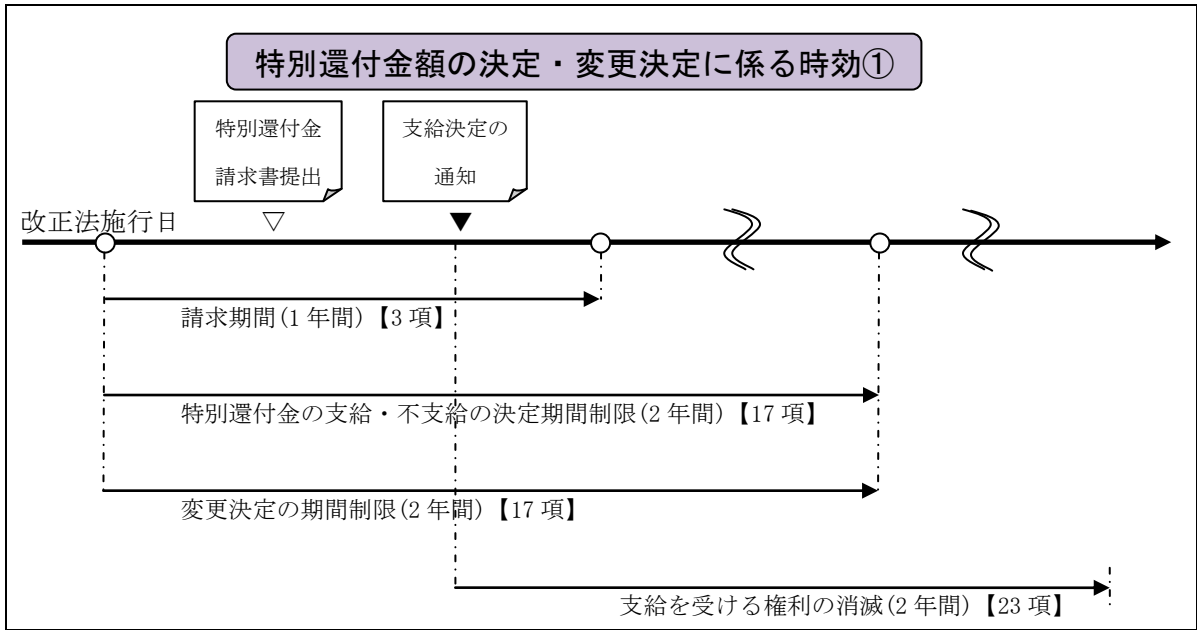 特別還付金額の決定・変更決定に係る時効①
特別還付金
請求書提出
支給決定の
通知
改正法施行日
▽
▼
請求期間(1年間)【3項】
特別還付金の支給・不支給の決定期間制限(2年間)【17項】
変更決定の期間制限(2年間)【17項】
支給を受ける権利の消滅(2年間)【23項】